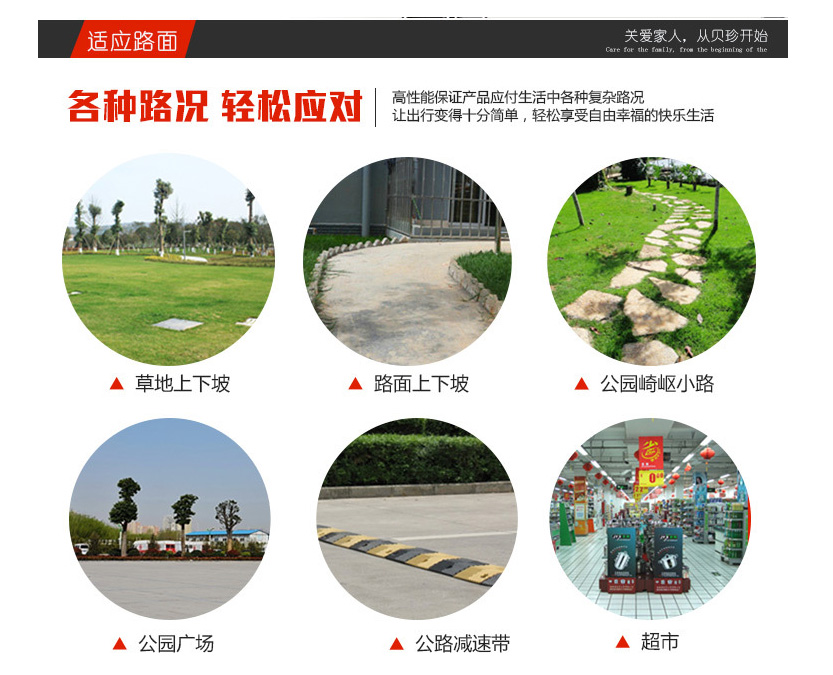 适应路面
关爱家人，从贝珍开始
Care for the family, from the beginning of the
各种路况 轻松应对
高性能保证产品应付生活中各种复杂路况
让出行变得十分简单，轻松享受自由幸福的快乐生活
▲ 草地上下坡
▲ 路面上下坡
▲ 公园崎岖小路
▲ 公园广场
▲ 公路减速带
▲ 超市